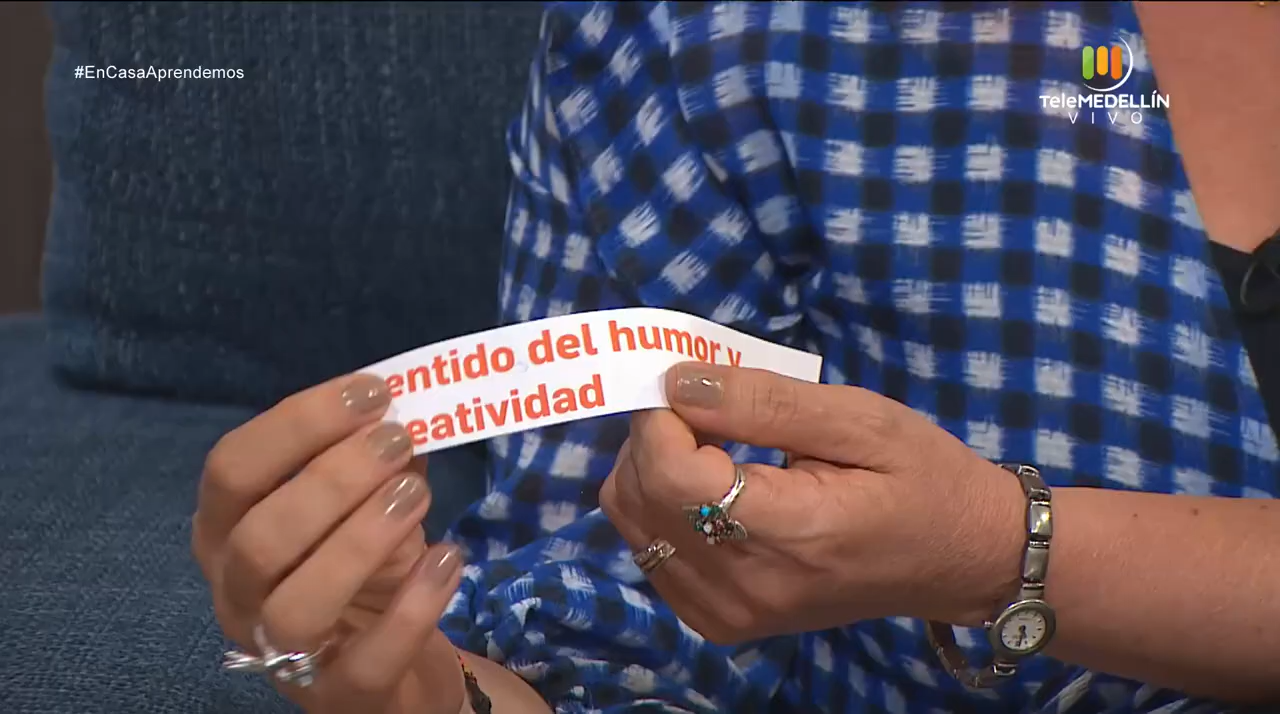 #EnCasaAprendemos
TeleMEDELLÍN
VIVO
entido del humor y
eatividad